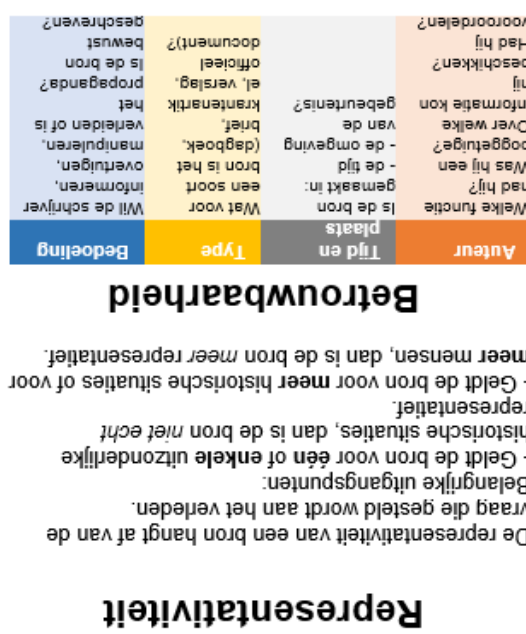 Representativiteit
De representativiteit van een bron hangt af van de
vraag die gesteld wordt aan het verleden.
Belangrijke uitgangspunten:
- Geldt de bron voor één of enkele uitzonderlijke
historische situaties, dan is de bron niet echt
representatief.
- Geldt de bron voor meer historische situaties of voor
meer mensen, dan is de bron meer representatief.
Betrouwbaarheid
Auteur
Welke functie
had hij?
Was hij een
ooggetuige?
Over welke
informatie kon
hij
beschikken?
Had hij
vooroordelen?
Tijd en
plaats
Is de bron
gemaakt in:
- de tijd
- de omgeving
van de
gebeurtenis?
Type
Wat voor
een soort
bron is het
(dagboek,
brief,
krantenartik
el, verslag,
officieel
document)?
Bedoeling
Wil de schrijver
informeren,
overtuigen,
manipuleren,
verleiden of is
het
propaganda?
Is de bron
bewust
geschreven?